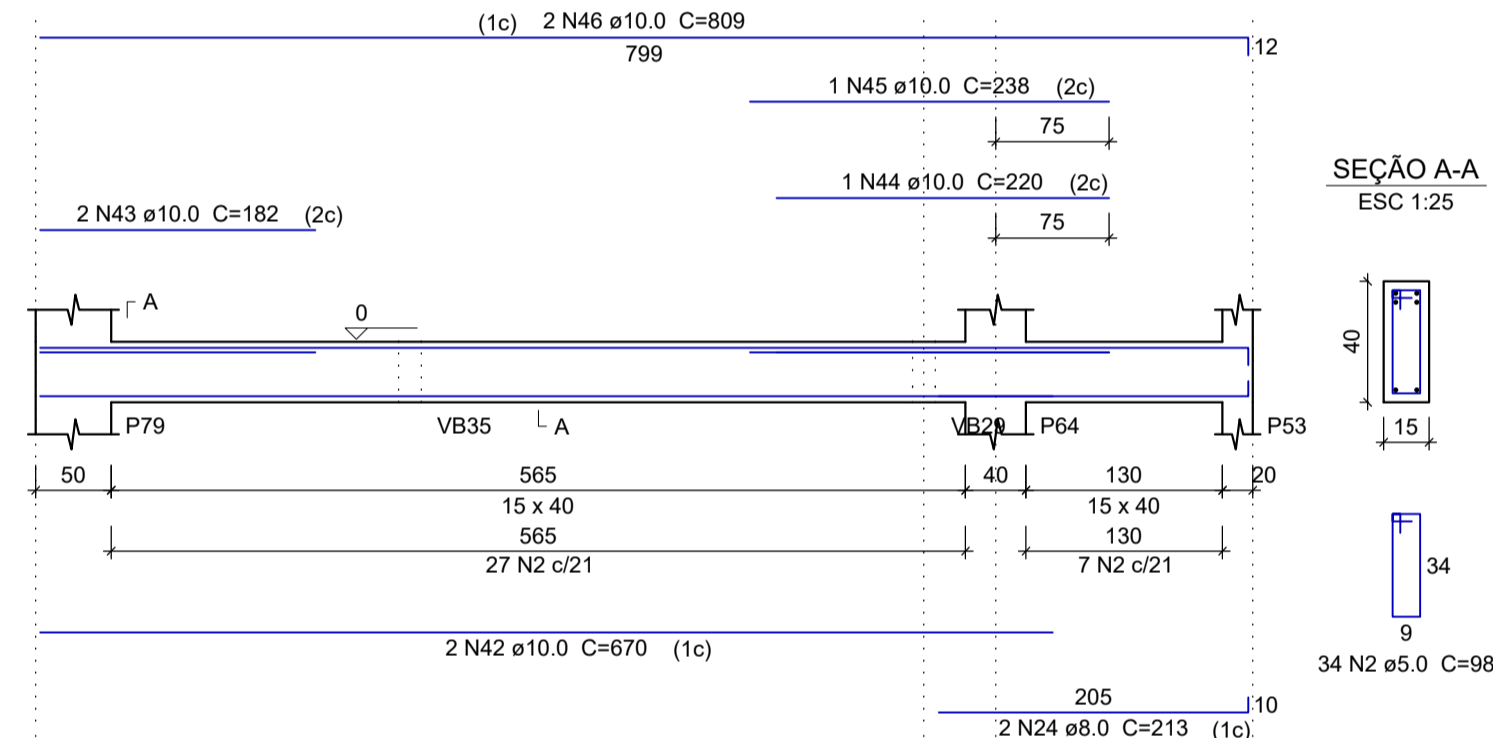 (1c) 2 N46 ø10.0 C=809
799
12
1 N45 ø10.0 C=238 (2c)
75
SEÇÃO A-A
ESC 1:25
1 N44 ø10.0 C=220 (2c)
75
2 N43 ø10.0 C=182 (2c)
A
0
40
15
P79
VB35
A
VB29
P64
P53
50
565
40
130
20
15 x 40
15 x 40
565
130
27 N2 c/21
7 N2 c/21
34
9
34 N2 ø5.0 C=98
2 N42 ø10.0 C=670 (1c)
205
10
2 N24 ø8.0 C=213 (1c)